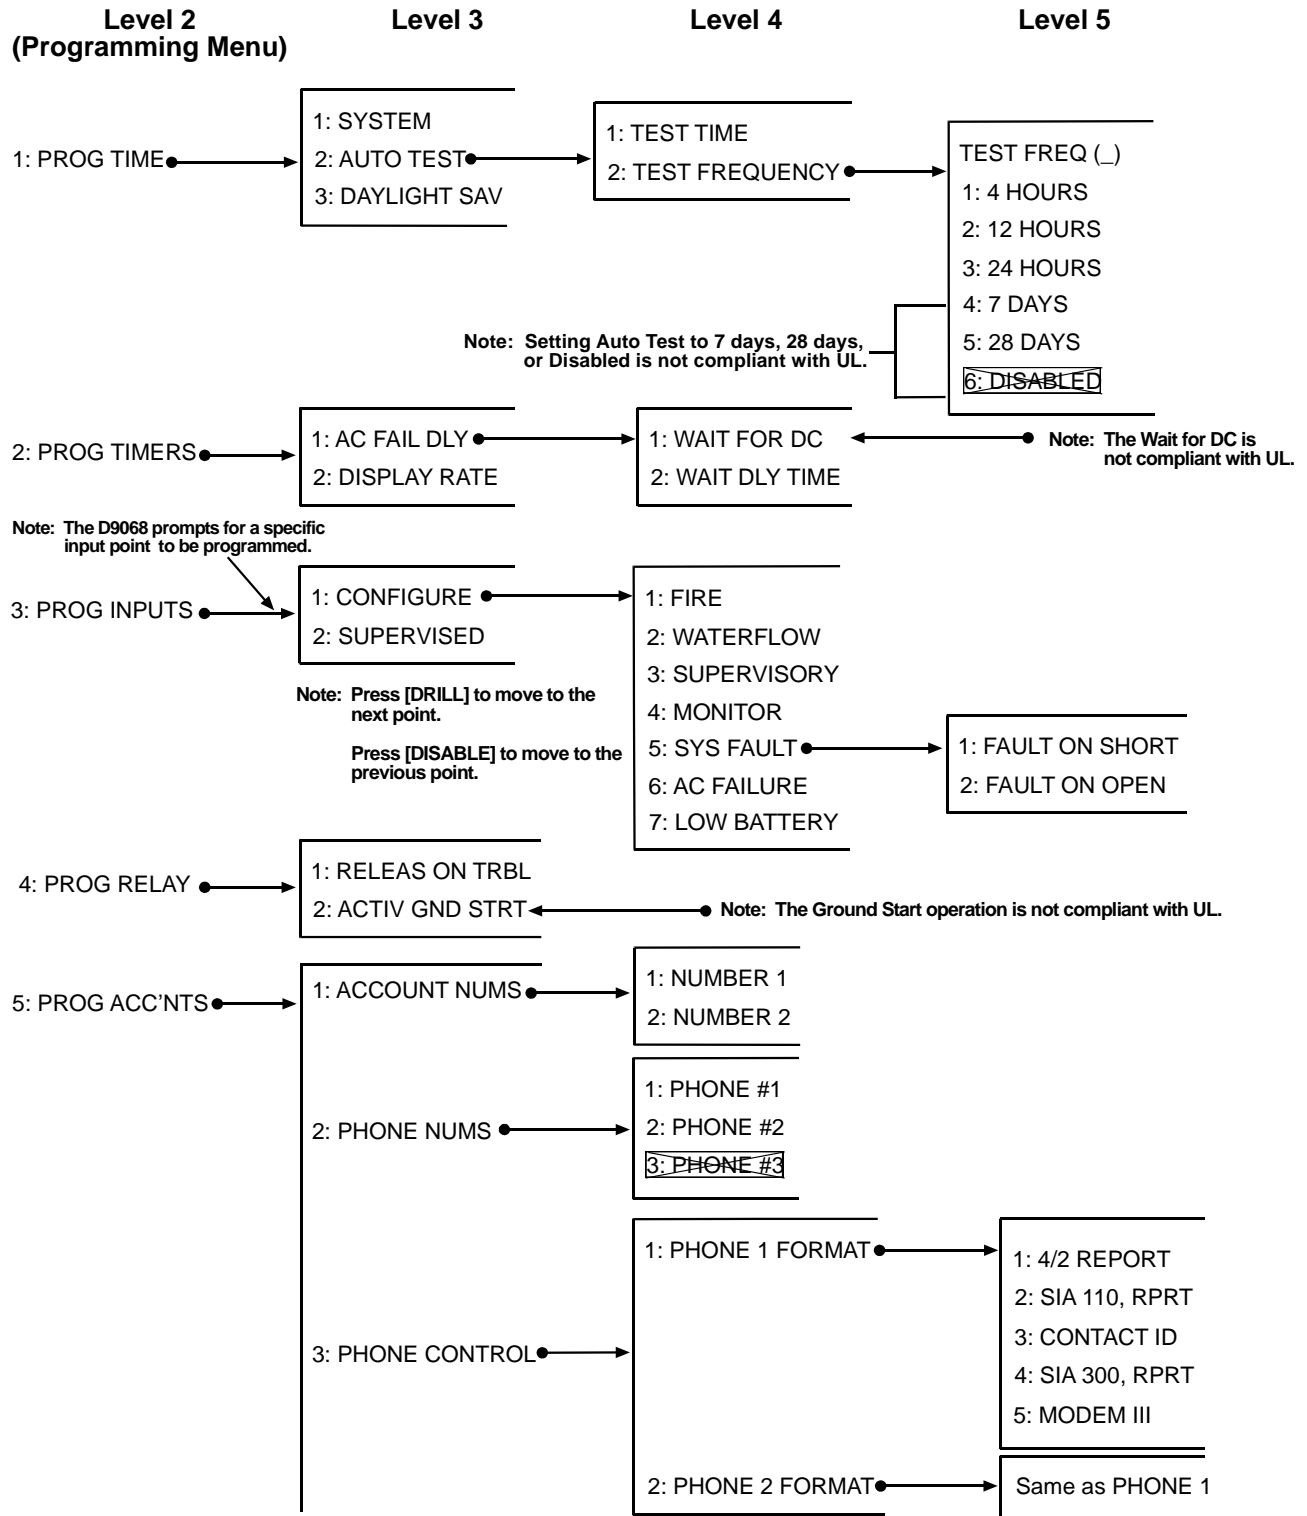 Level 2
(Programming Menu)
Level 3
Level 4
Level 5
1: PROG TIME
1: SYSTEM
2: AUTO TEST
3: DAYLIGHT SAV
1: TEST TIME
2: TEST FREQUENCY
TEST FREQ (_)
1: 4 HOURS
2: 12 HOURS
3: 24 HOURS
4: 7 DAYS
5: 28 DAYS
6: DISABLED
Note: Setting Auto Test to 7 days, 28 days,
or Disabled is not compliant with UL.
2: PROG TIMERS
1: AC FAIL DLY
2: DISPLAY RATE
1: WAIT FOR DC
2: WAIT DLY TIME
Note: The Wait for DC is
not compliant with UL.
Note: The D9068 prompts for a specific
input point to be programmed.
3: PROG INPUTS
1: CONFIGURE
2: SUPERVISED
Note: Press [DRILL] to move to the
next point.
Press [DISABLE] to move to the
previous point.
1: FIRE
2: WATERFLOW
3: SUPERVISORY
4: MONITOR
5: SYS FAULT
6: AC FAILURE
7: LOW BATTERY
1: FAULT ON SHORT
2: FAULT ON OPEN
4: PROG RELAY
1: RELEAS ON TRBL
2: ACTIV GND STRT
Note: The Ground Start operation is not compliant with UL.
5: PROG ACC'NTS
1: ACCOUNT NUMS
1: NUMBER 1
2: NUMBER 2
2: PHONE NUMS
1: PHONE #1
2: PHONE #2
3: PHONE #3
3: PHONE CONTROL
1: PHONE 1 FORMAT
1: 4/2 REPORT
2: SIA 110, RPRT
3: CONTACT ID
4: SIA 300, RPRT
5: MODEM III
2: PHONE 2 FORMAT
Same as PHONE 1